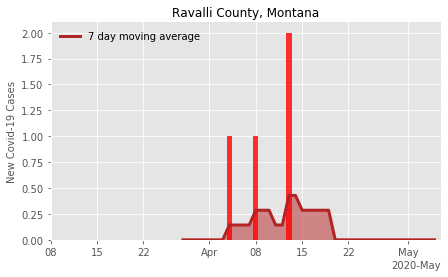 Ravalli County, Montana
7 day moving average
New Covid-19 Cases
2.00
1.75
1.50
1.25
1.00
0.75
0.50
0.25
0.00
08 15 22 Apr 08 15 22 May
2020-May